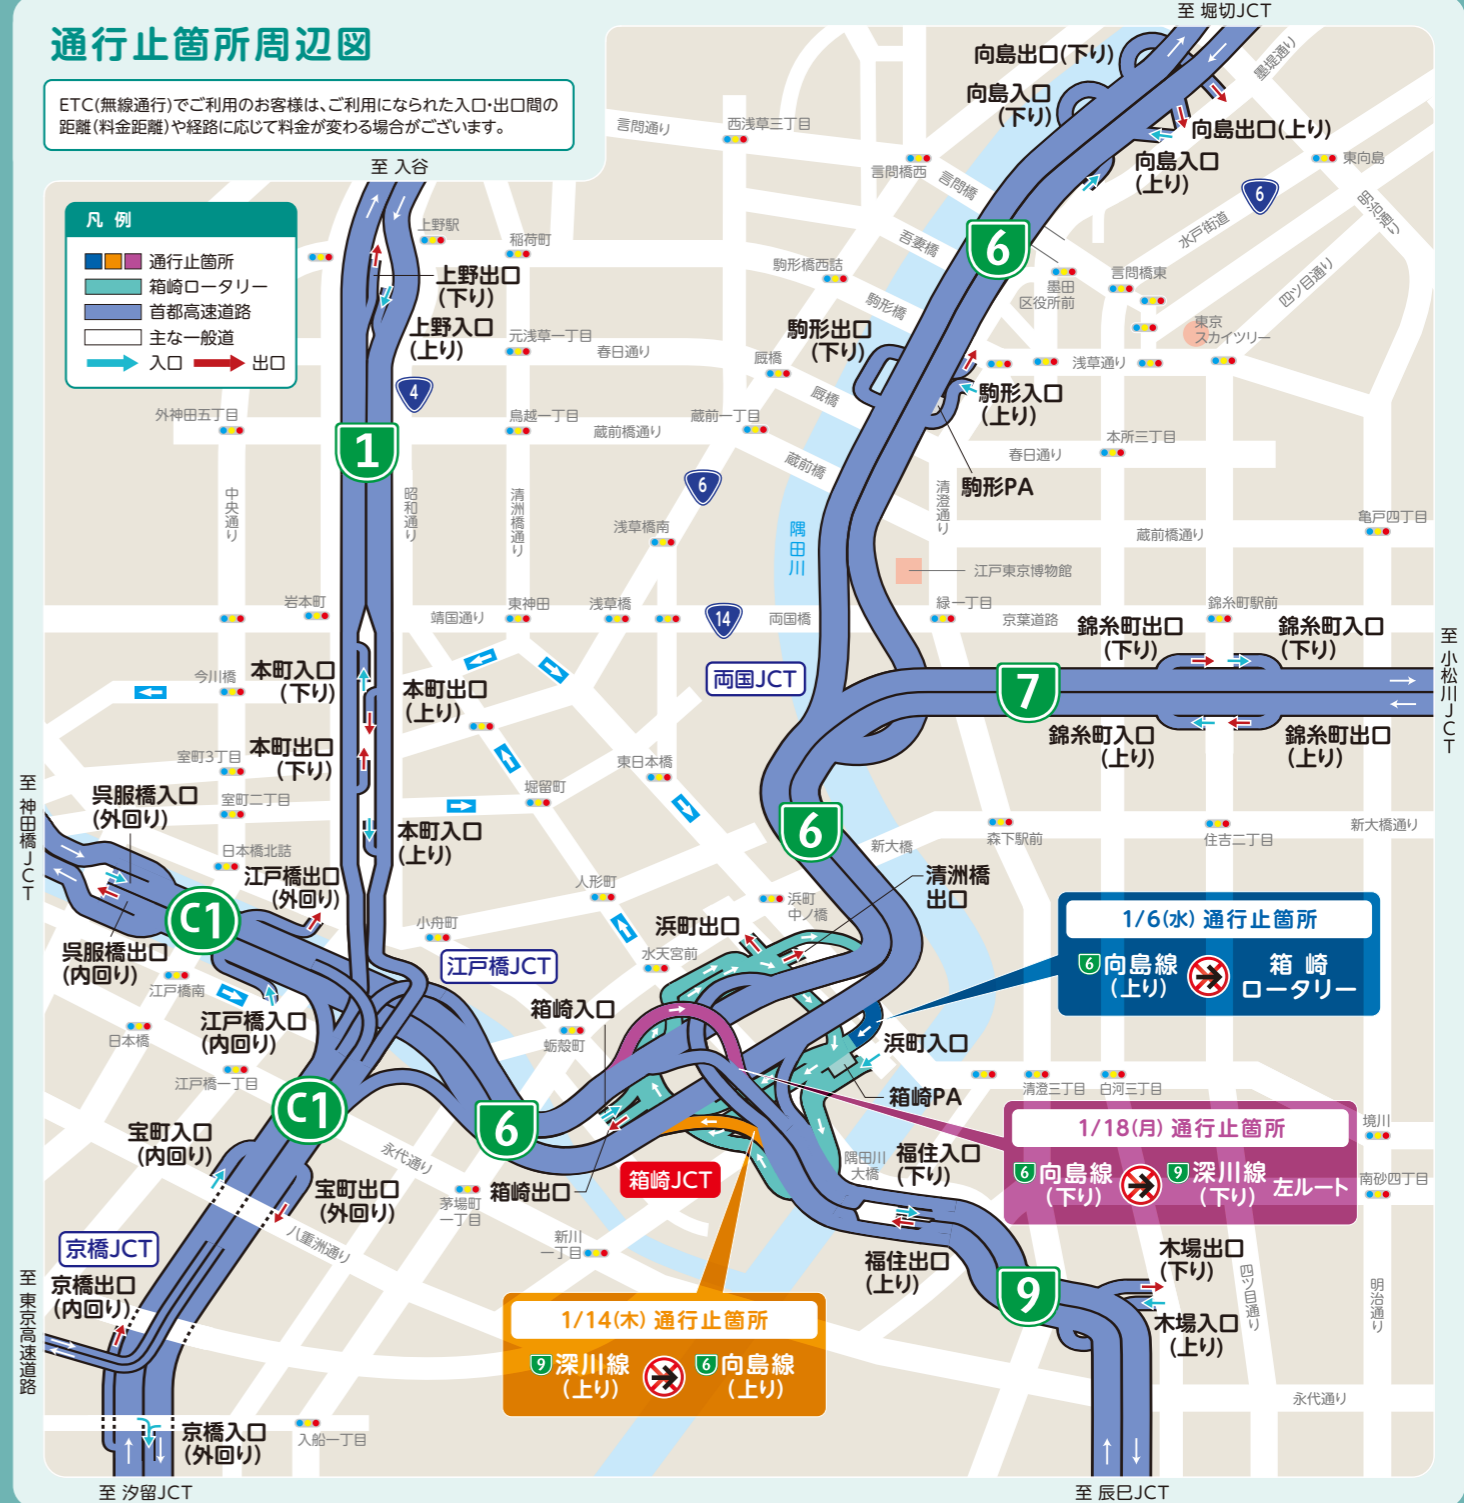 至 堀切JCT
通行止箇所周辺図
ETC(無線通行)でご利用のお客様は、ご利用になられた入口・出口間の
距離(料金距離)や経路に応じて料金が変わる場合がございます。
至 入谷
凡 例
通行止箇所
箱崎ロータリー
首都高速道路
主な一般道
入口
出口
向島出口(下り)
向島入口
(下り)
向島出口(上り)
向島入口
(上り)
墨堤通り
言問通り
西浅草三丁目
言問橋西
言問橋
東向島
明治通り
6
水戸街道
四ツ目通り
吾妻橋
6
上野駅
稲荷町
上野出口
(下り)
上野入口
(上り)
駒形橋西詰
駒形橋
墨田
区役所前
言問橋東
東京
スカイツリー
元浅草一丁目
春日通り
駒形出口
(下り)
厩橋
厩橋
浅草通り
駒形入口
(上り)
4
外神田五丁目
鳥越一丁目
蔵前橋通り
蔵前一丁目
1
蔵前橋
春日通り
本所三丁目
駒形PA
中央通り
昭和通り
清洲橋通り
6
浅草橋南
隅田川
清澄通り
亀戸四丁目
蔵前橋通り
江戸東京博物館
岩本町
靖国通り
東神田
浅草橋
14
両国橋
緑一丁目
京葉道路
錦糸町駅前
錦糸町出口
(下り)
錦糸町入口
(下り)
至 小松川JCT
今川橋
本町入口
(下り)
本町出口
(上り)
両国JCT
7
錦糸町入口
(上り)
錦糸町出口
(上り)
室町3丁目
本町出口
(下り)
東日本橋
至 神田橋JCT
呉服橋入口
(外回り)
室町二丁目
堀留町
本町入口
(上り)
6
新大橋
森下駅前
住吉二丁目
新大橋通り
日本橋北詰
江戸橋出口
(外回り)
人形町
浜町
中ノ橋
清洲橋
出口
C1
小舟町
浜町出口
水天宮前
1/6(水) 通行止箇所
6 向島線
(上り)
箱 崎
ロータリー
呉服橋出口
(内回り)
江戸橋南
江戸橋JCT
江戸橋入口
(内回り)
日本橋
箱崎入口
蛎殻町
浜町入口
江戸橋一丁目
箱崎PA
清澄三丁目
白河三丁目
C1
6
1/18(月) 通行止箇所
6 向島線
(下り)
9 深川線
(下り)
左ルート
境川
南砂四丁目
宝町入口
(内回り)
永代通り
隅田川
大橋
福住入口
(下り)
箱崎JCT
箱崎出口
宝町出口
(外回り)
茅場町
一丁目
八重洲通り
新川
一丁目
京橋JCT
至 東京高速道路
京橋出口
(内回り)
福住出口
(上り)
木場出口
(下り)
9
木場入口
(上り)
四ツ目通り
明治通り
1/14(木) 通行止箇所
9 深川線
(上り)
6 向島線
(上り)
永代通り
京橋入口
(外回り)
入船一丁目
至 汐留JCT
至 辰巳JCT